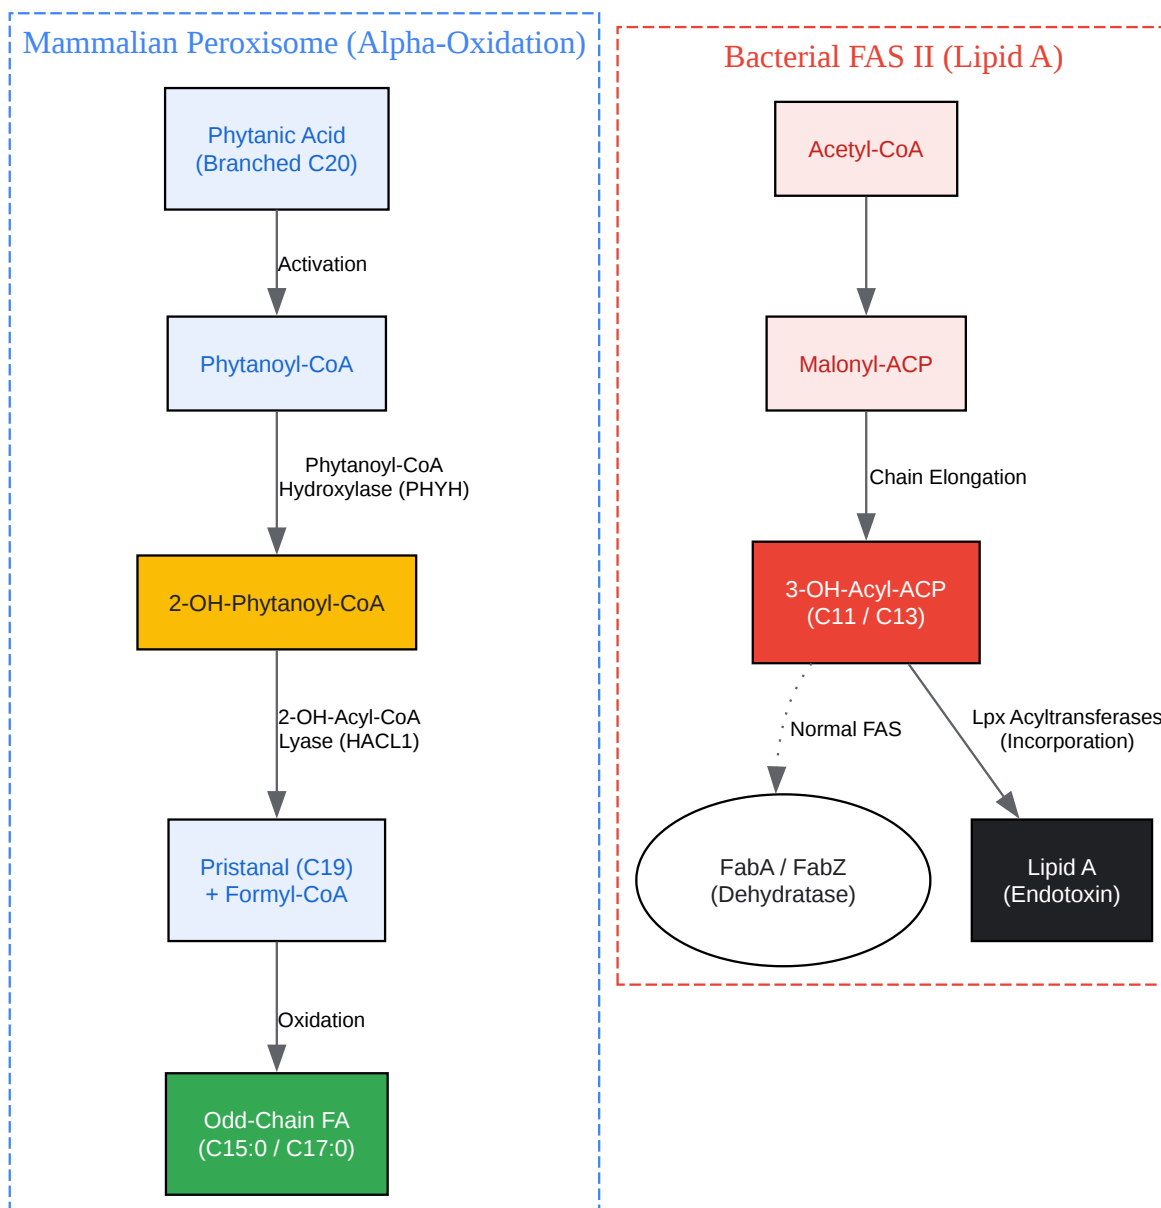 Mammalian Peroxisome (Alpha-Oxidation)
Phytanic Acid
(Branched C20)
Activation
Phytanoyl-CoA
Phytanoyl-CoA
Hydroxylase (PHYH)
2-OH-Phytanoyl-CoA
2-OH-Acyl-CoA
Lyase (HACL1)
Pristanal (C19)
+ Formyl-CoA
Oxidation
Odd-Chain FA
(C15:0 / C17:0)
Bacterial FAS II (Lipid A)
Acetyl-CoA
Malonyl-ACP
Chain Elongation
3-OH-Acyl-ACP
(C11 / C13)
Normal FAS
Lpx Acyltransferases
(Incorporation)
FabA / FabZ
(Dehydratase)
Lipid A
(Endotoxin)